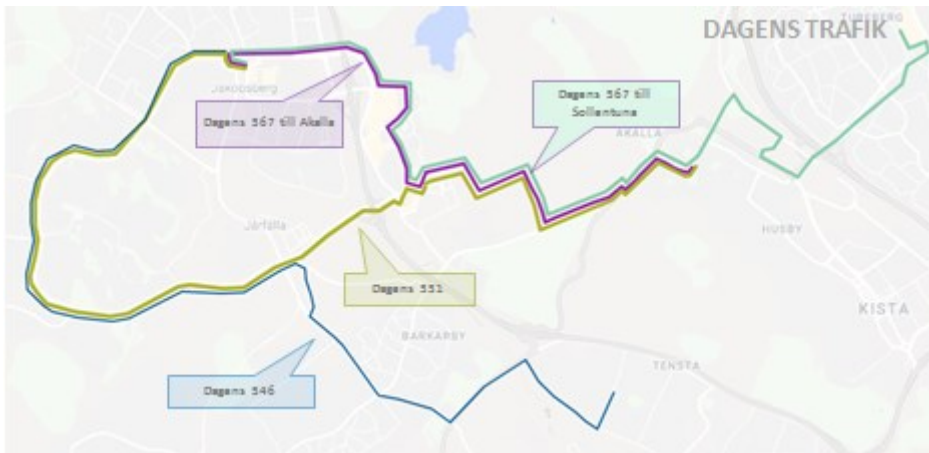 DAGENS TRAFIK
TUREBERG
Jakobsberg
Dagens 567 till Akalla
Dagens 567 till
Sollentuna
AKALLA
Järfälla
HUSBY
Dagens 551
KISTA
BARKARBY
TENSTA
Dagens 546